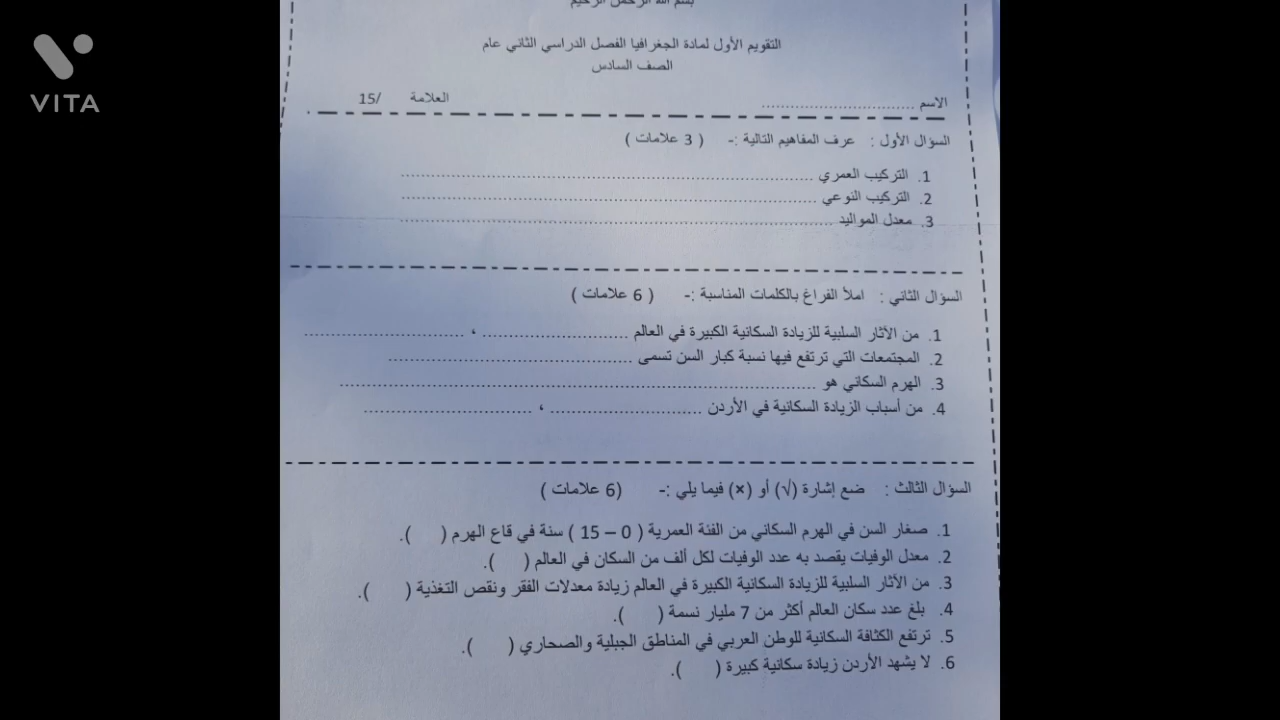 VITA
بسم الله الرحمن الرحيم
التقويم الأول لمادة الجغرافيا الفصل الدراسي الثاني عام
الصف السادس
الاسم ........................................ العلامة /15
السؤال الأول : عرف المفاهيم التالية :- ( 3 علامات )
1. التركيب العمري ........................................
2. التركيب النوعي ........................................
3. معدل المواليد ........................................
السؤال الثاني : املأ الفراغ بالكلمات المناسبة :- ( 6 علامات )
1. من الآثار السلبية للزيادة السكانية الكبيرة في العالم .............................. ، ..............................
2. المجتمعات التي ترتفع فيها نسبة كبار السن تسمى ........................................
3. الهرم السكاني هو ........................................
4. من أسباب الزيادة السكانية في الأردن .............................. ، ..............................
السؤال الثالث : ضع إشارة (√) أو (×) فيما يلي :- (6 علامات )
1. صغار السن في الهرم السكاني من الفئة العمرية ( 0 – 15 ) سنة في قاع الهرم ( ).
2. معدل الوفيات يقصد به عدد الوفيات لكل ألف من السكان في العالم ( ).
3. من الآثار السلبية للزيادة السكانية الكبيرة في العالم زيادة معدلات الفقر ونقص التغذية ( ).
4. بلغ عدد سكان العالم أكثر من 7 مليار نسمة ( ).
5. ترتفع الكثافة السكانية للوطن العربي في المناطق الجبلية والصحاري ( ).
6. لا يشهد الأردن زيادة سكانية كبيرة ( ).